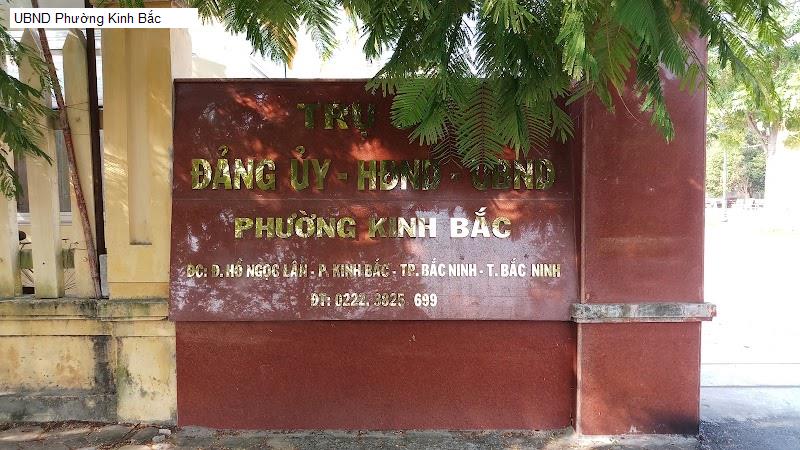 UBND Phường Kinh Bắc
TRỤ
ĐẢNG ỦY - HĐND - UBND
PHƯỜNG KINH BẮC
ĐC: Đ. HỒ NGỌC LÂN - P. KINH BẮC - TP. BẮC NINH - T. BẮC NINH
ĐT: 0222. 3825 699